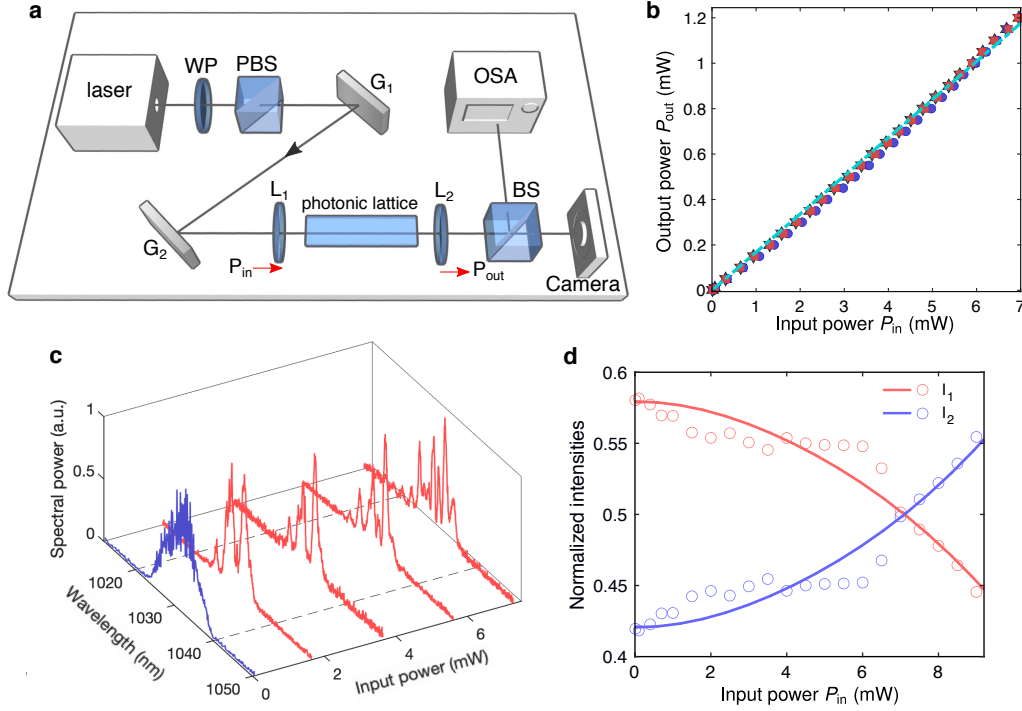 a
laser
WP
PBS
G1
OSA
G2
L1
photonic lattice
L2
BS
Pin
Pout
Camera
b
Output power Pout (mW)
1.2
1.0
0.8
0.6
0.4
0.2
0
0 1 2 3 4 5 6 7
Input power Pin (mW)
c
Spectral power (a.u.)
1
0.5
0
1020
1030
1040
1050
Wavelength (nm)
0 2 4 6
Input power (mW)
d
Normalized intensities
0.6
0.55
0.5
0.45
0.4
I1
I2
0 2 4 6 8
Input power Pin (mW)